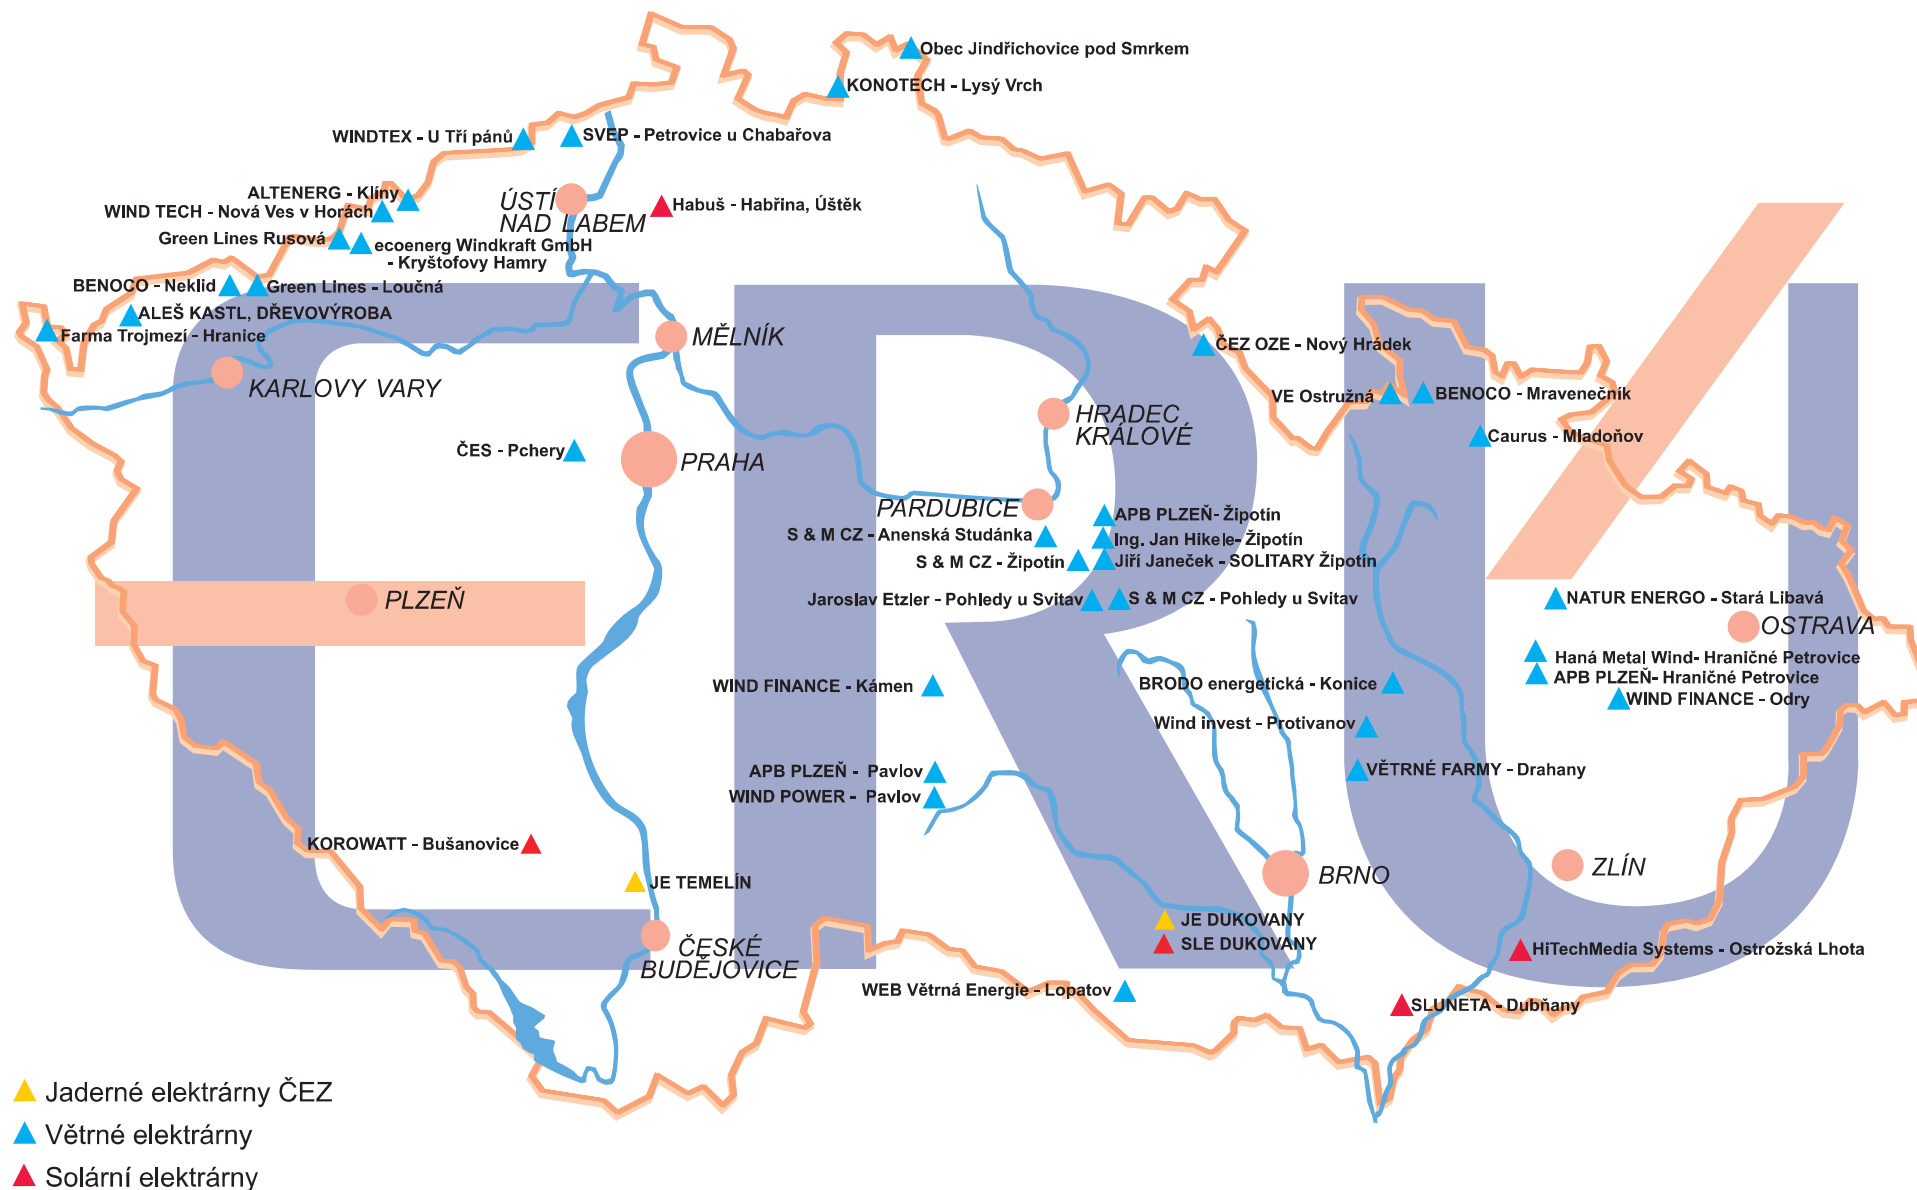 Obec Jindřichovice pod Smrkem
KONOTECH - Lysý Vrch
WINDTEX - U Tří pánů
SVEP - Petrovice u Chabařova
ALTENERG - Klíny
WIND TECH - Nová Ves v Horách
ÚSTÍ
NAD LABEM
Habuš - Habřina, Úštěk
Green Lines Rusová
ecoenerg Windkraft GmbH
- Kryštofovy Hamry
BENOCO - Neklid
Green Lines - Loučná
ALEŠ KASTL, DŘEVOVÝROBA
Farma Trojmezí - Hranice
MĚLNÍK
ČEZ OZE - Nový Hrádek
KARLOVY VARY
VE Ostružná
BENOCO - Mravenečník
HRADEC
KRÁLOVÉ
Caurus - Mladoňov
ČES - Pchery
PRAHA
PARDUBICE
APB PLZEŇ- Žipotín
S & M CZ - Anenská Studánka
Ing. Jan Hikele- Žipotín
S & M CZ - Žipotín
Jiří Janeček - SOLITARY Žipotín
PLZEŇ
Jaroslav Etzler - Pohledy u Svitav
S & M CZ - Pohledy u Svitav
NATUR ENERGO - Stará Libavá
OSTRAVA
Haná Metal Wind- Hraničné Petrovice
APB PLZEŇ- Hraničné Petrovice
WIND FINANCE - Odry
WIND FINANCE - Kámen
BRODO energetická - Konice
Wind invest - Protivanov
APB PLZEŇ - Pavlov
VĚTRNÉ FARMY - Drahany
WIND POWER - Pavlov
KOROWATT - Bušanovice
ZLÍN
BRNO
JE TEMELÍN
JE DUKOVANY
SLE DUKOVANY
ČESKÉ
BUDĚJOVICE
HiTechMedia Systems - Ostrožská Lhota
WEB Větrná Energie - Lopatov
SLUNETA - Dubňany
Jaderné elektrárny ČEZ
Větrné elektrárny
Solární elektrárny
ERU